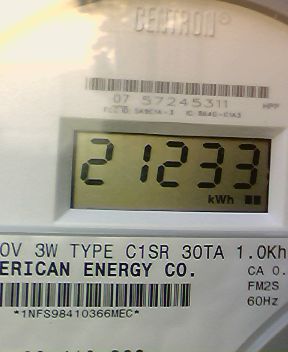 CENTRON®
07 57245311 HPP
21233
kWh
0V 3W TYPE C1SR 30TA 1.0Kh
ERICAN ENERGY CO. CA 0.
FM2S
*1NFS98410366MEC* 60Hz